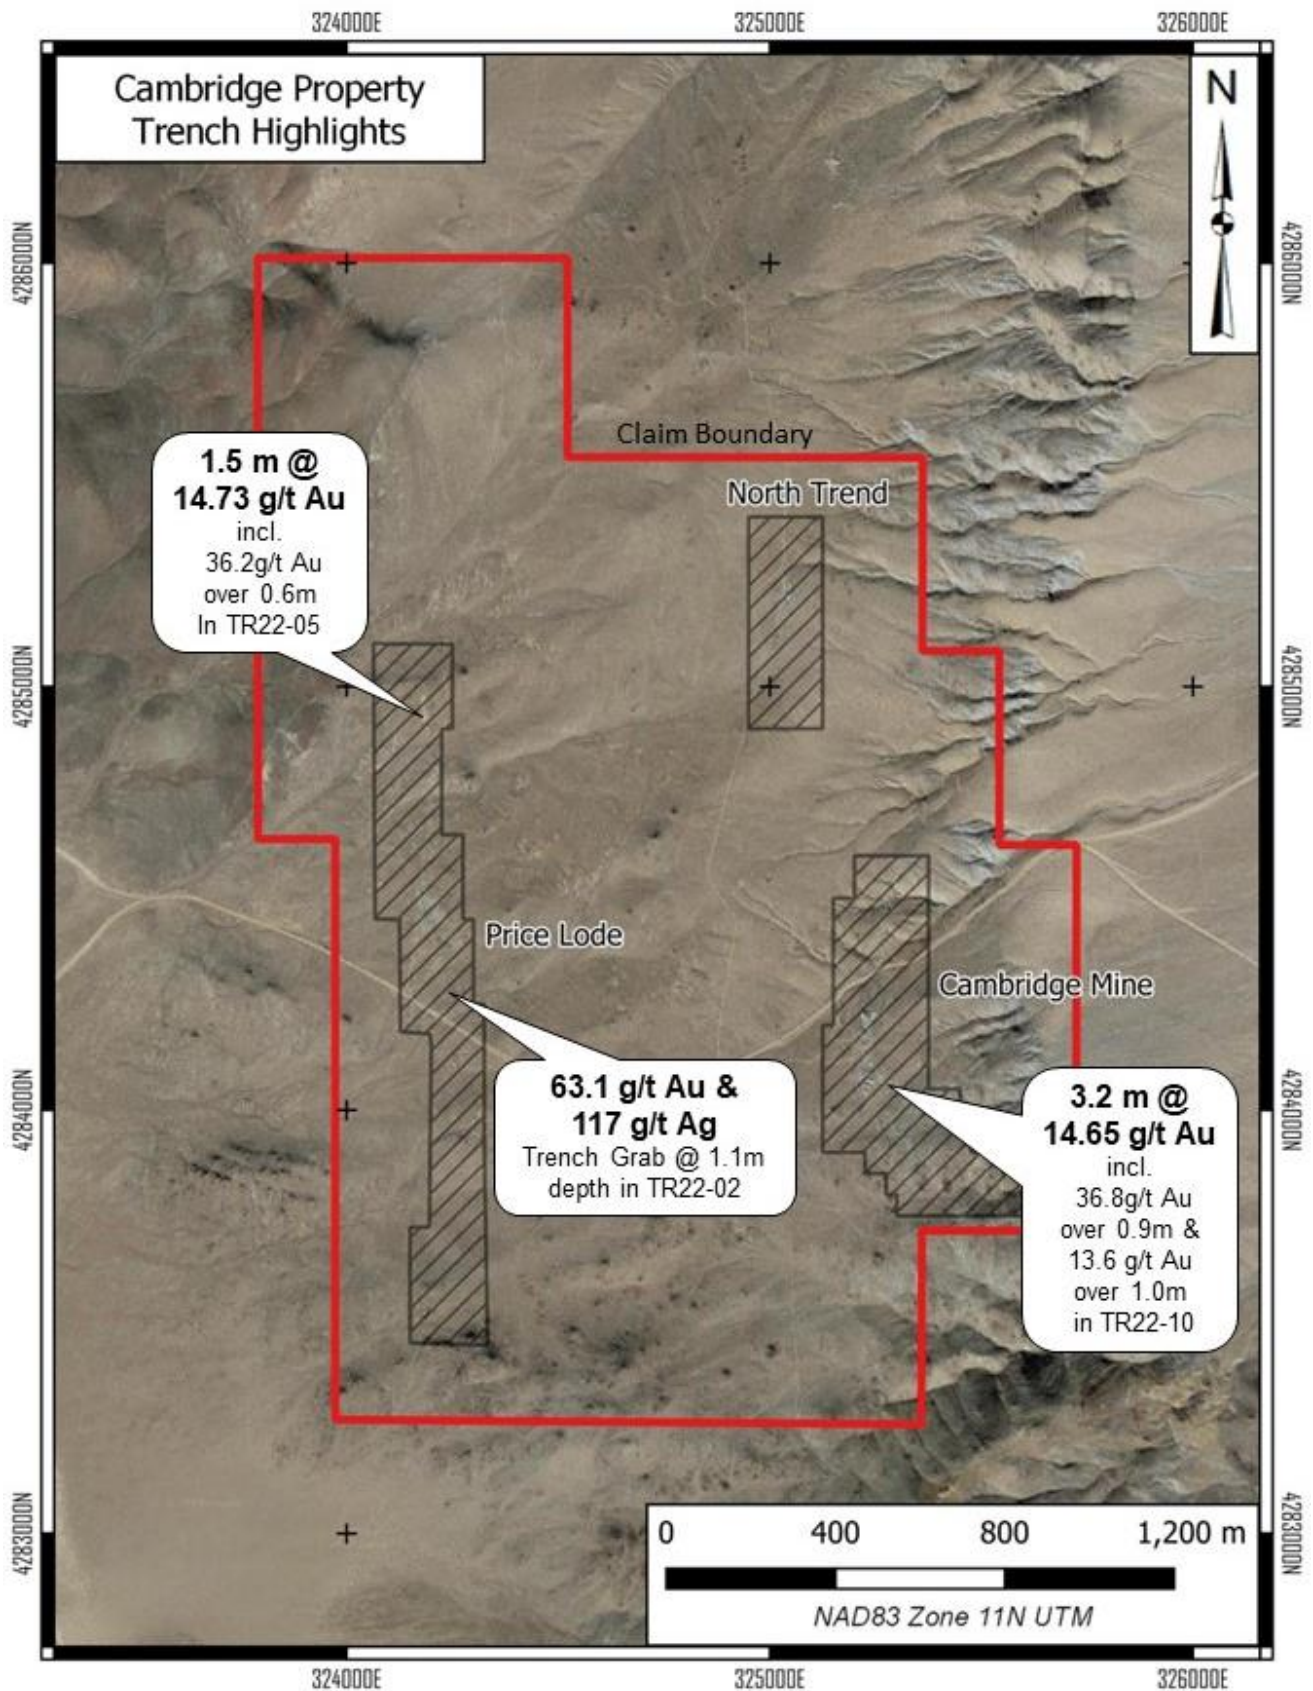 324000E
325000E
326000E
Cambridge Property
Trench Highlights
N
4286000N
4286000N
Claim Boundary
1.5 m @
14.73 g/t Au
incl.
36.2g/t Au
over 0.6m
In TR22-05
North Trend
4285000N
4285000N
Price Lode
Cambridge Mine
63.1 g/t Au &
117 g/t Ag
Trench Grab @ 1.1m
depth in TR22-02
3.2 m @
14.65 g/t Au
incl.
36.8g/t Au
over 0.9m &
13.6 g/t Au
over 1.0m
in TR22-10
4284000N
4284000N
4283000N
4283000N
0 400 800 1,200 m
NAD83 Zone 11N UTM
324000E
325000E
326000E